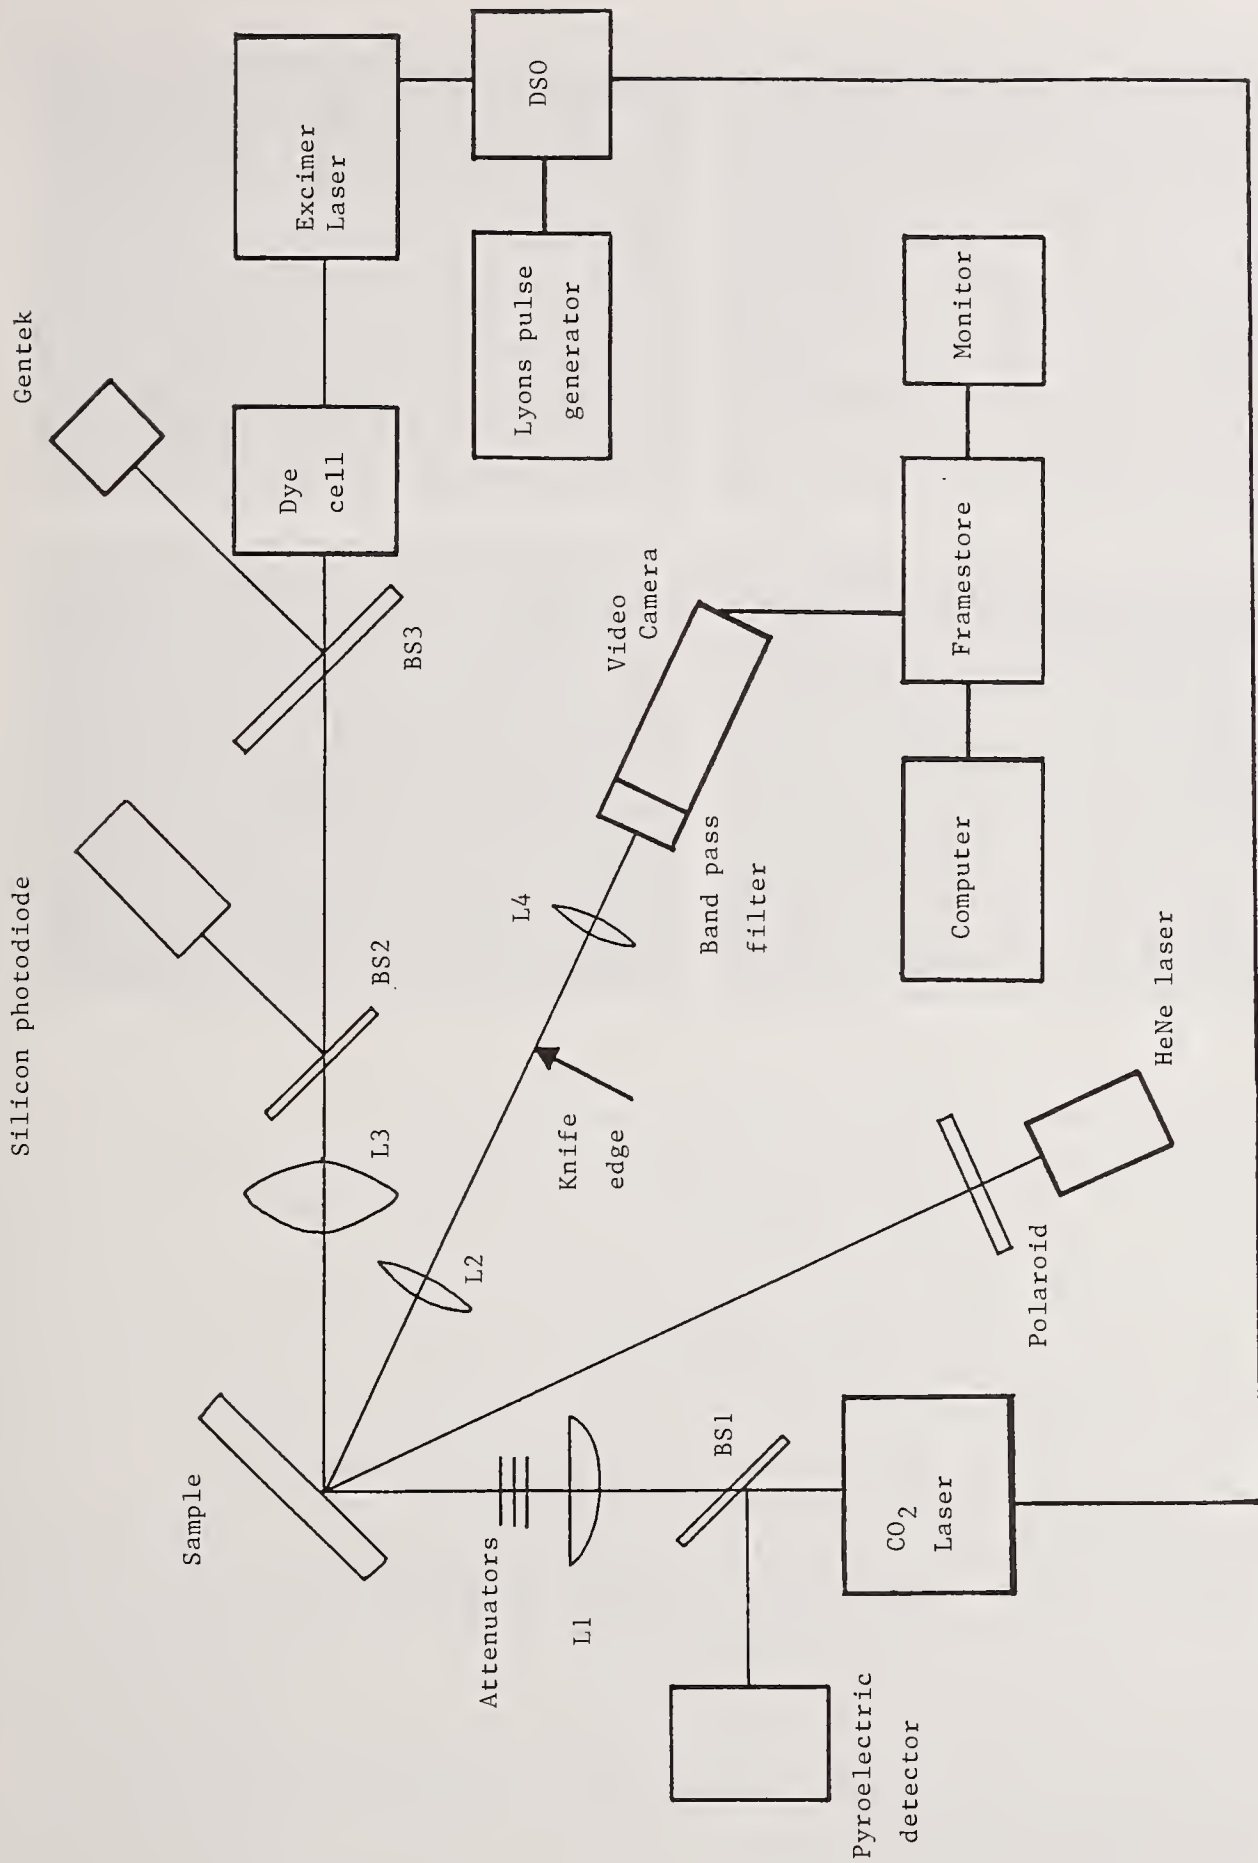 Silicon photodiode
Gentek
Sample
L3
BS2
BS3
Dye
cell
Excimer
Laser
DSO
Lyons pulse
generator
Attenuators
L1
L2
L4
Knife
edge
Video
Camera
Band pass
filter
BS1
Pyroelectric
detector
CO2
Laser
Polaroid
HeNe laser
Computer
Framestore
Monitor